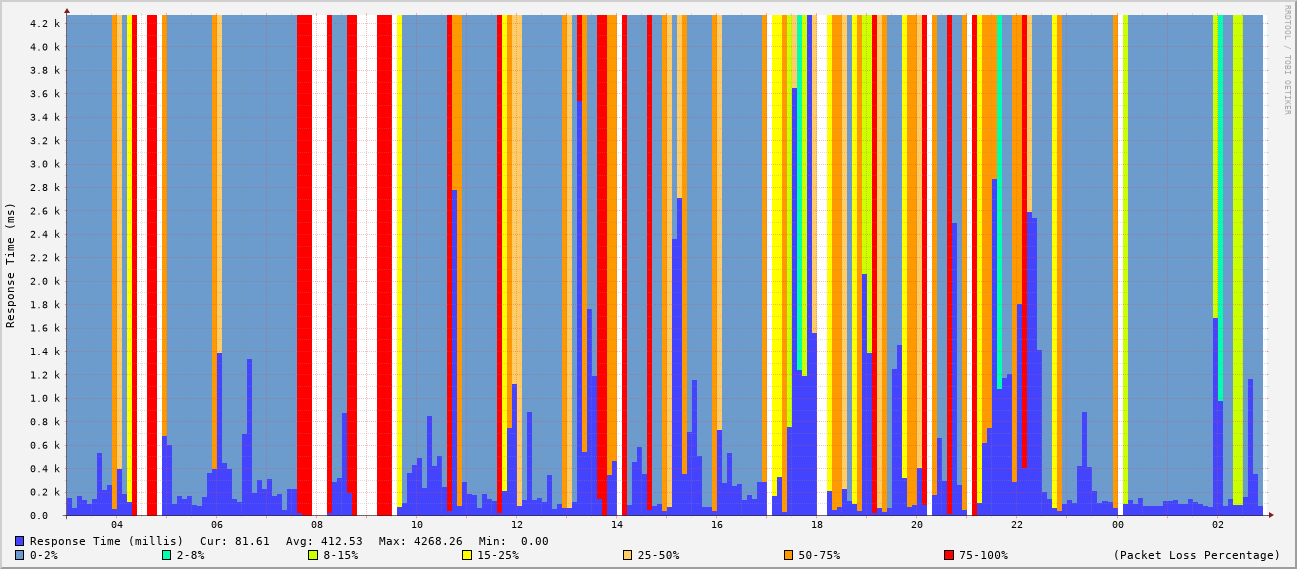 RRDTOOL / TOBI OETIKER
4.2 k
4.0 k
3.8 k
3.6 k
3.4 k
3.2 k
3.0 k
2.8 k
2.6 k
2.4 k
2.2 k
2.0 k
1.8 k
1.6 k
1.4 k
1.2 k
1.0 k
0.8 k
0.6 k
0.4 k
0.2 k
0.0
Response Time (ms)
04 06 08 10 12 14 16 18 20 22 00 02
Response Time (millis) Cur: 81.61 Avg: 412.53 Max: 4268.26 Min: 0.00
0-2% 2-8% 8-15% 15-25% 25-50% 50-75% 75-100% (Packet Loss Percentage)